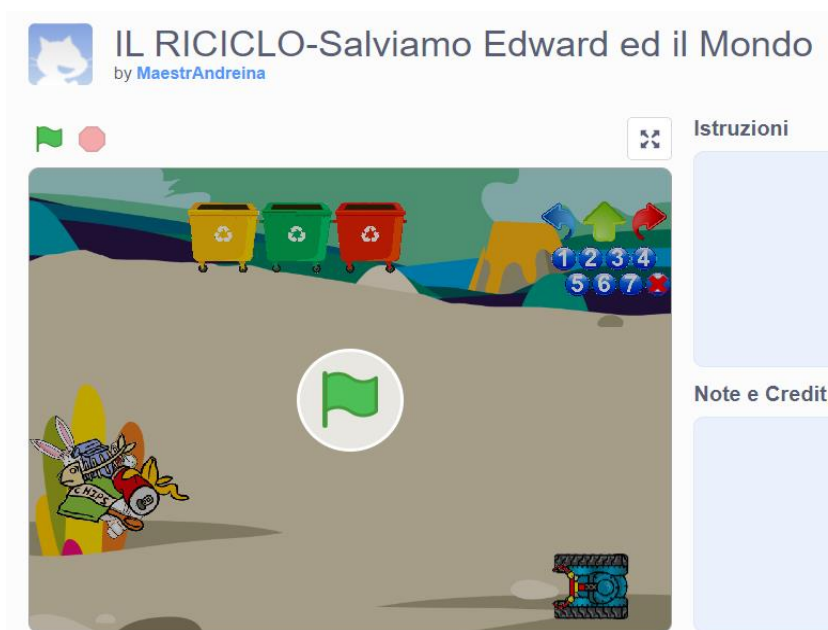 IL RICICLO-Salviamo Edward ed il Mondo
by MaestrAndreina
Istruzioni
1 2 3 4
5 6 7
CHIPS
Note e Credit